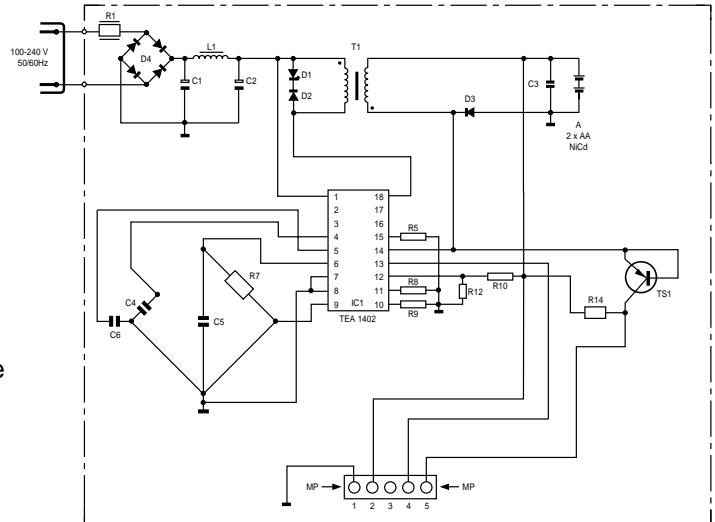 R1
100-240 V
50/60Hz
D4
L1
C1
C2
D1
D2
T1
D3
C3
A
2 x AA
NiCd
1 18
2 17
3 16
4 15
5 14
6 13
7 12
8 11
9 10
IC1
TEA 1402
R5
R8
R9
R12
R10
R14
TS1
R7
C4
C6
C5
e
MP MP
1 2 3 4 5